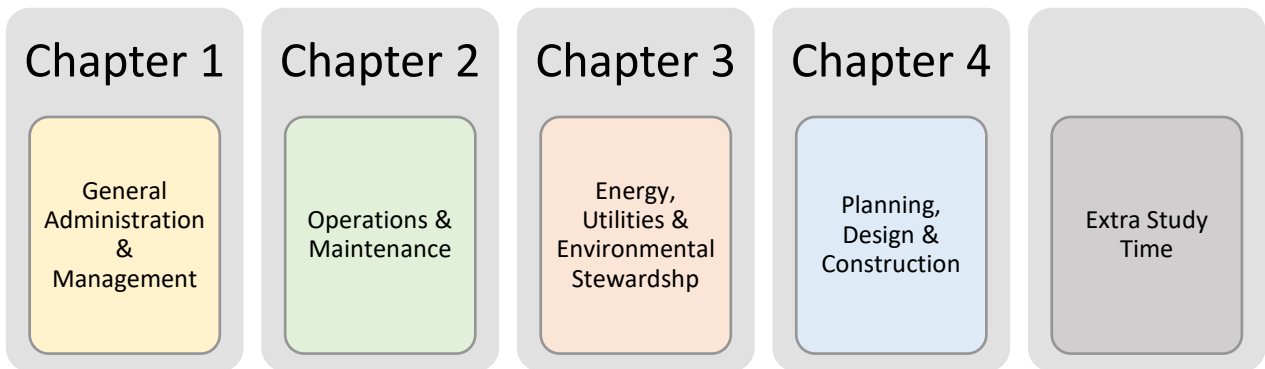 Chapter 1
General
Administration
&
Management
Chapter 2
Operations &
Maintenance
Chapter 3
Energy,
Utilities &
Environmental
Stewardshp
Chapter 4
Planning,
Design &
Construction
Extra Study
Time